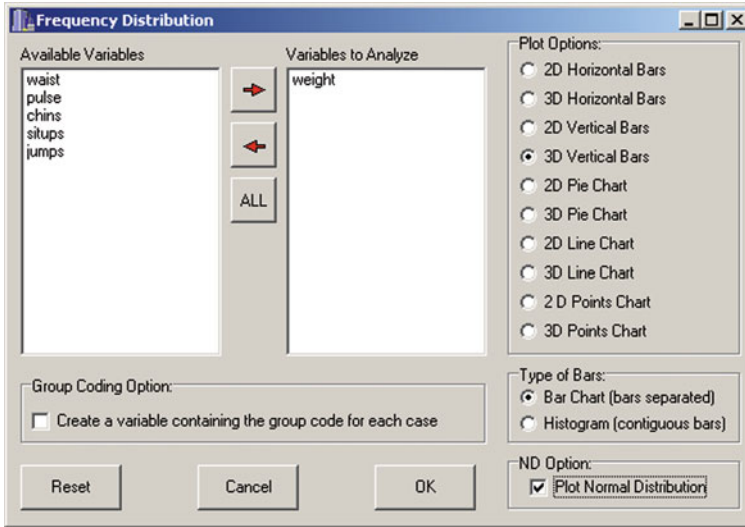 Frequency Distribution
Available Variables
waist
pulse
chins
situps
jumps
ALL
Variables to Analyze
weight
Plot Options:
2D Horizontal Bars
3D Horizontal Bars
2D Vertical Bars
3D Vertical Bars
2D Pie Chart
3D Pie Chart
2D Line Chart
3D Line Chart
2 D Points Chart
3D Points Chart
Group Coding Option:
Create a variable containing the group code for each case
Type of Bars:
Bar Chart (bars separated)
Histogram (contiguous bars)
Reset
Cancel
OK
ND Option:
Plot Normal Distribution